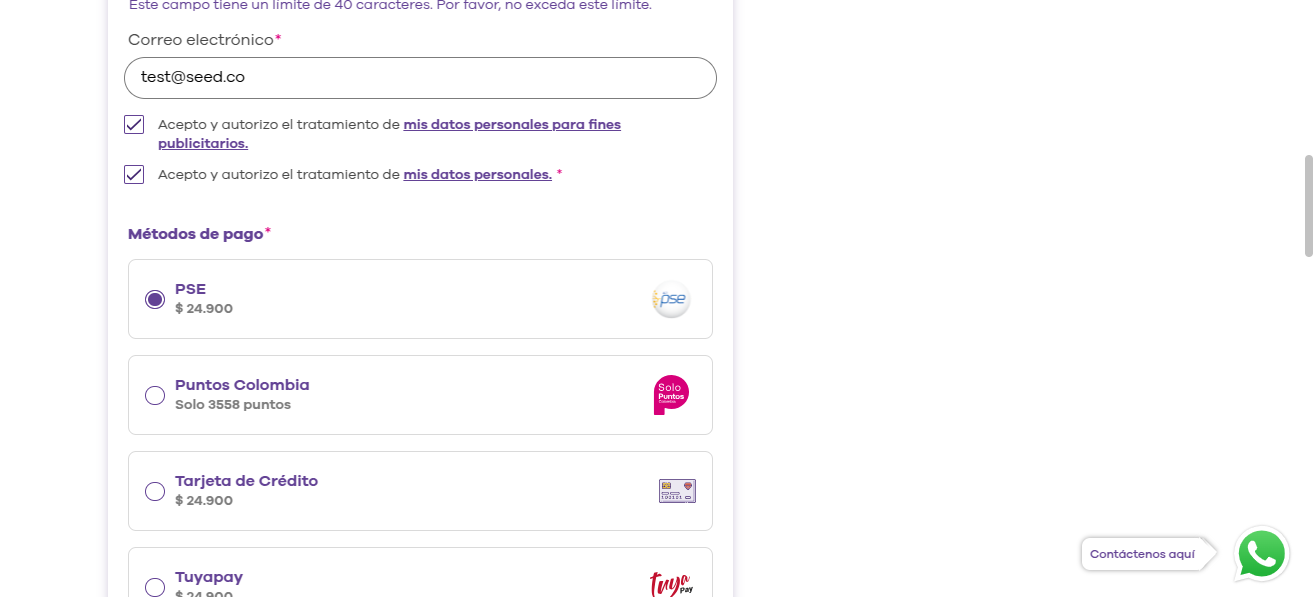 Este campo tiene un límite de 40 caracteres. Por favor, no exceda este límite.
Correo electrónico*
test@seed.co
Acepto y autorizo el tratamiento de mis datos personales para fines
publicitarios.
Acepto y autorizo el tratamiento de mis datos personales. *
Métodos de pago*
PSE
$ 24.900
pse
Puntos Colombia
Solo 3558 puntos
Solo
Puntos
Colombia
Tarjeta de Crédito
$ 24.900
Tuyapay
$ 24.900
tuya
Pay
Contáctenos aquí